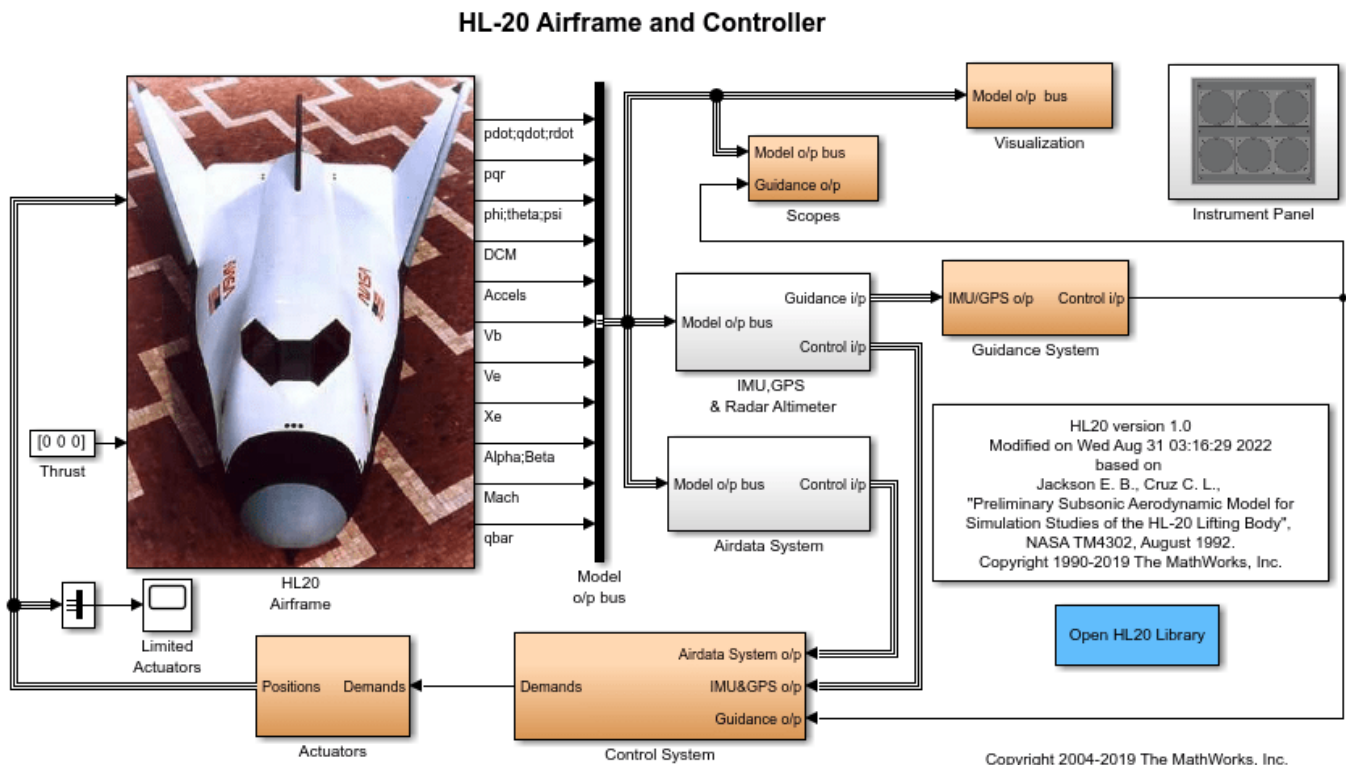 HL-20 Airframe and Controller
pdot;qdot;rdot
pqr
phi;theta;psi
DCM
Accels
Vb
Ve
Xe
Alpha;Beta
Mach
qbar
NASA
[0 0 0]
Thrust
HL20
Airframe
Model
o/p bus
Model o/p bus
Visualization
Model o/p bus
Guidance o/p
Scopes
Instrument Panel
Model o/p bus
Guidance i/p
Control i/p
IMU,GPS
& Radar Altimeter
IMU/GPS o/p
Control i/p
Guidance System
Model o/p bus
Control i/p
Airdata System
HL20 version 1.0
Modified on Wed Aug 31 03:16:29 2022
based on
Jackson E. B., Cruz C. L.,
"Preliminary Subsonic Aerodynamic Model for
Simulation Studies of the HL-20 Lifting Body",
NASA TM4302, August 1992.
Copyright 1990-2019 The MathWorks, Inc.
Open HL20 Library
Limited
Actuators
Positions
Demands
Actuators
Demands
Airdata System o/p
IMU&GPS o/p
Guidance o/p
Control System
Copyright 2004-2019 The MathWorks, Inc.